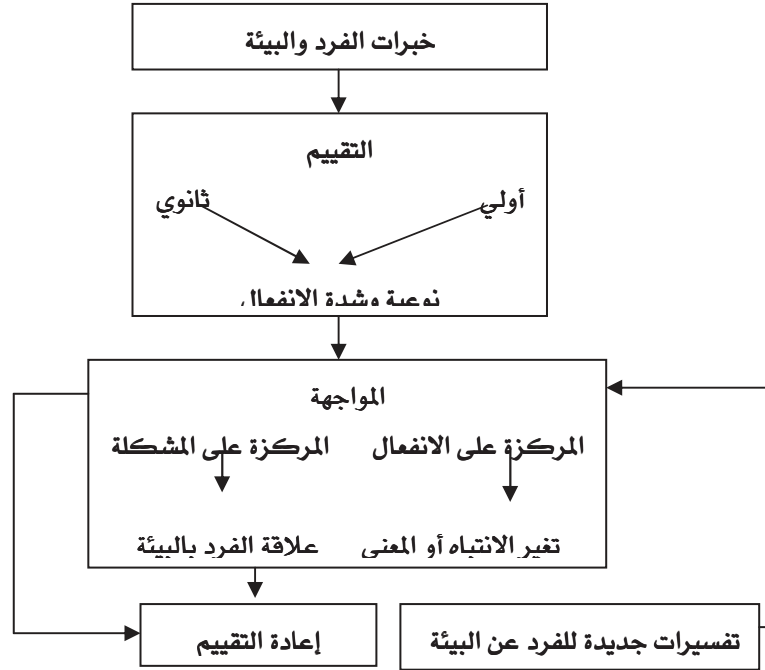 خبرات الفرد والبيئة
التقييم
أولي ثانوي
نوعية وشدة الانفعال
المواجهة
المركزة على الانفعال المركزة على المشكلة
تغير الانتباه أو المعنى علاقة الفرد بالبيئة
تفسيرات جديدة للفرد عن البيئة إعادة التقييم